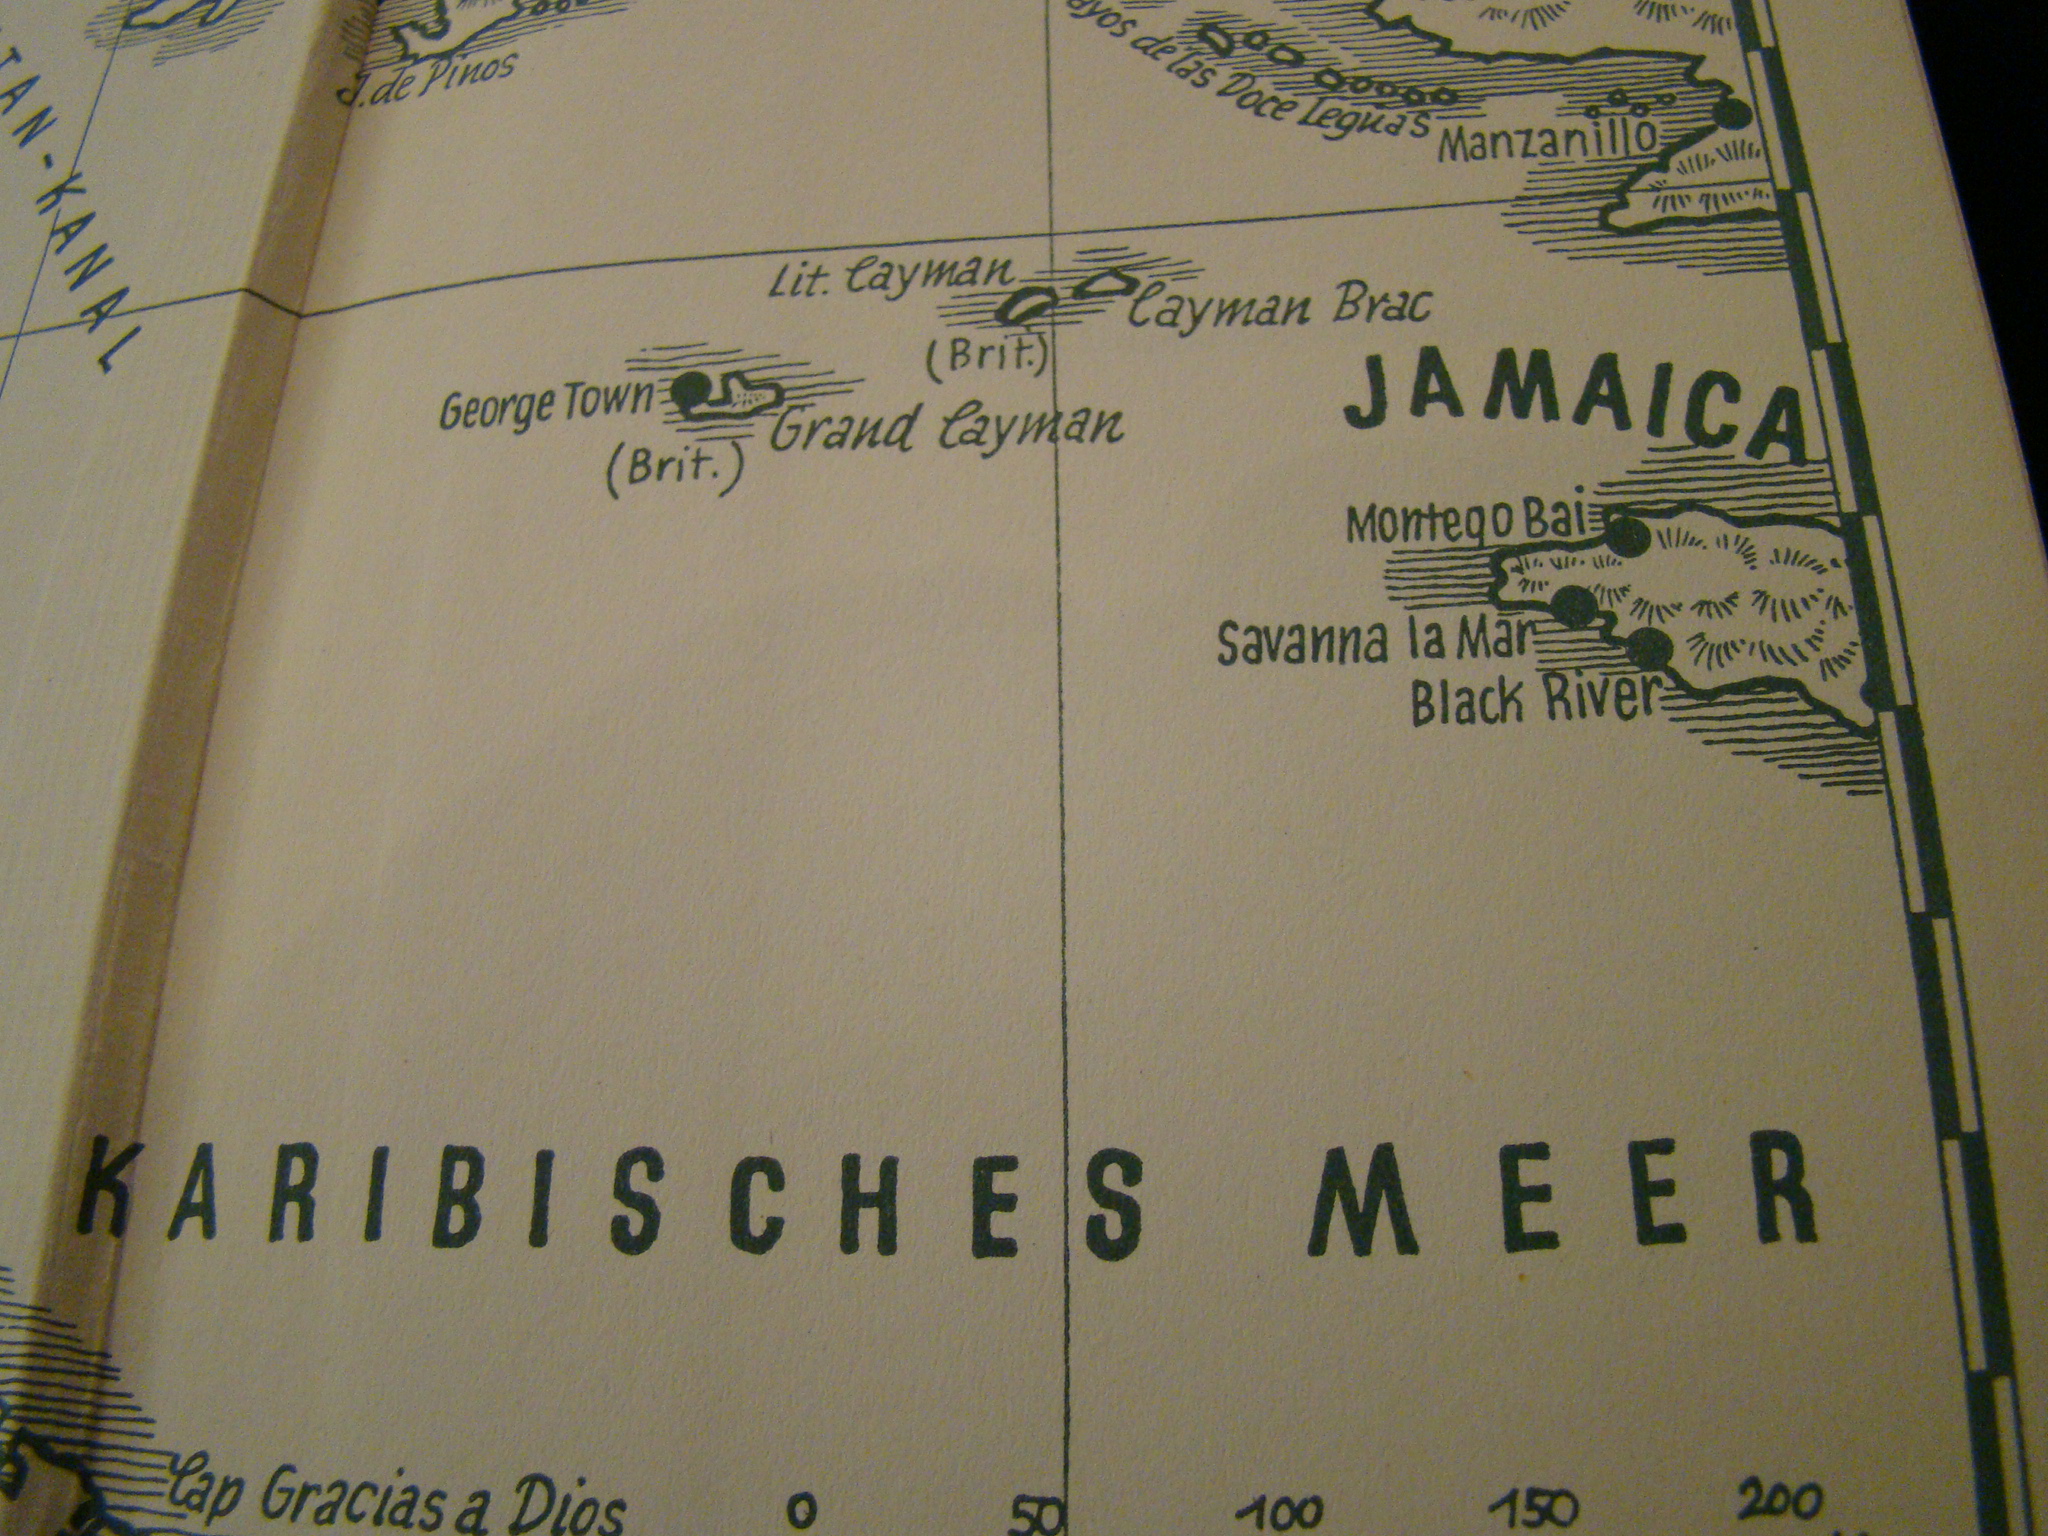 TAN-KANAL
J. de Pinos
ayos de las Doce Leguas
Manzanillo
Lit. Cayman
Cayman Brac
(Brit.)
George Town
Grand Cayman
(Brit.)
JAMAICA
Montego Bai
Savanna la Mar
Black River
KARIBISCHES MEER
Cap Gracias a Dios
0 50 100 150 200